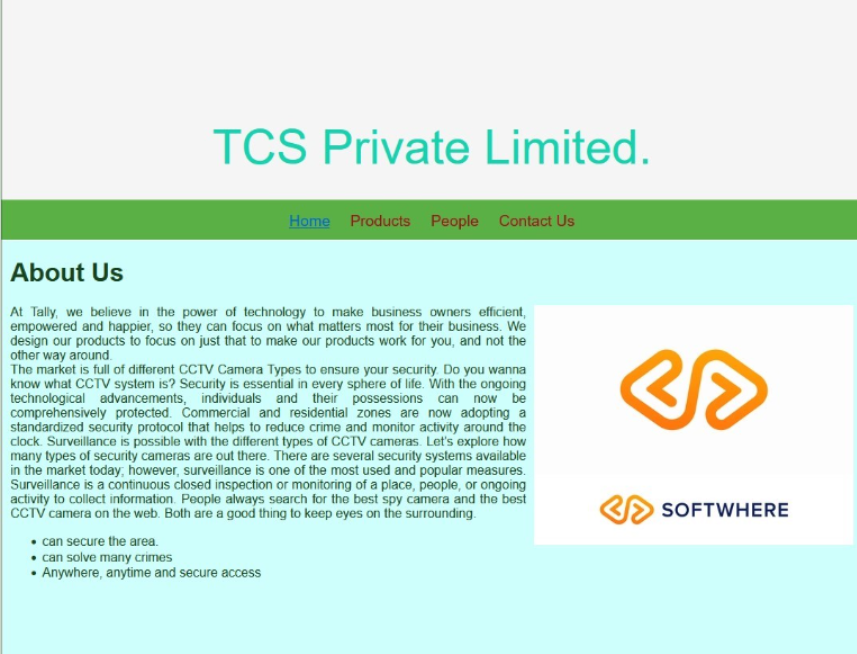 TCS Private Limited.
Home Products People Contact Us
About Us
At Tally, we believe in the power of technology to make business owners efficient,
empowered and happier, so they can focus on what matters most for their business. We
design our products to focus on just that to make our products work for you, and not the
other way around.
The market is full of different CCTV Camera Types to ensure your security. Do you wanna
know what CCTV system is? Security is essential in every sphere of life. With the ongoing
technological advancements, individuals and their possessions can now be
comprehensively protected. Commercial and residential zones are now adopting a
standardized security protocol that helps to reduce crime and monitor activity around the
clock. Surveillance is possible with the different types of CCTV cameras. Let's explore how
many types of security cameras are out there. There are several security systems available
in the market today; however, surveillance is one of the most used and popular measures.
Surveillance is a continuous closed inspection or monitoring of a place, people, or ongoing
activity to collect information. People always search for the best spy camera and the best
CCTV camera on the web. Both are a good thing to keep eyes on the surrounding.
• can secure the area.
• can solve many crimes
• Anywhere, anytime and secure access
SOFTWHERE